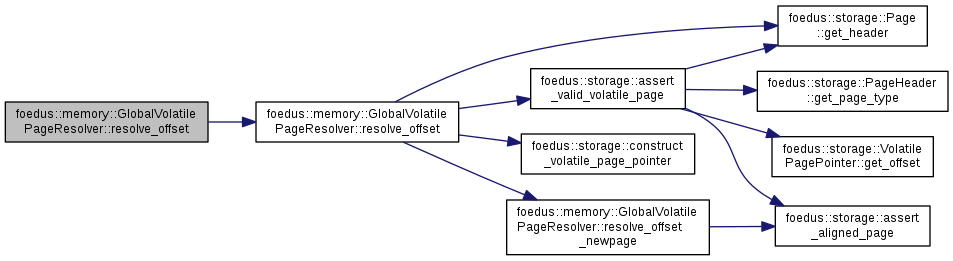 foedus::memory::GlobalVolatile
PageResolver::resolve_offset
foedus::memory::GlobalVolatile
PageResolver::resolve_offset
foedus::storage::Page
::get_header
foedus::storage::assert
_valid_volatile_page
foedus::storage::PageHeader
::get_page_type
foedus::storage::construct
_volatile_page_pointer
foedus::storage::Volatile
PagePointer::get_offset
foedus::memory::GlobalVolatile
PageResolver::resolve_offset
_newpage
foedus::storage::assert
_aligned_page